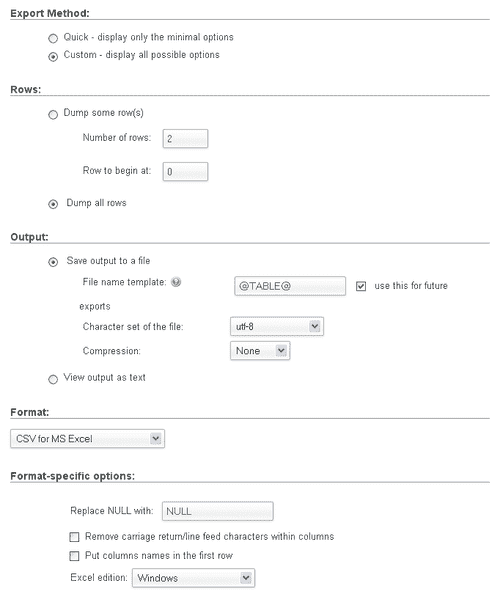 Export Method:
Quick - display only the minimal options
Custom - display all possible options
Rows:
Dump some row(s)
Number of rows: 2
Row to begin at: 0
Dump all rows
Output:
Save output to a file
File name template: @TABLE@ use this for future
exports
Character set of the file: utf-8
Compression: None
View output as text
Format:
CSV for MS Excel
Format-specific options:
Replace NULL with: NULL
Remove carriage return/line feed characters within columns
Put columns names in the first row
Excel edition: Windows